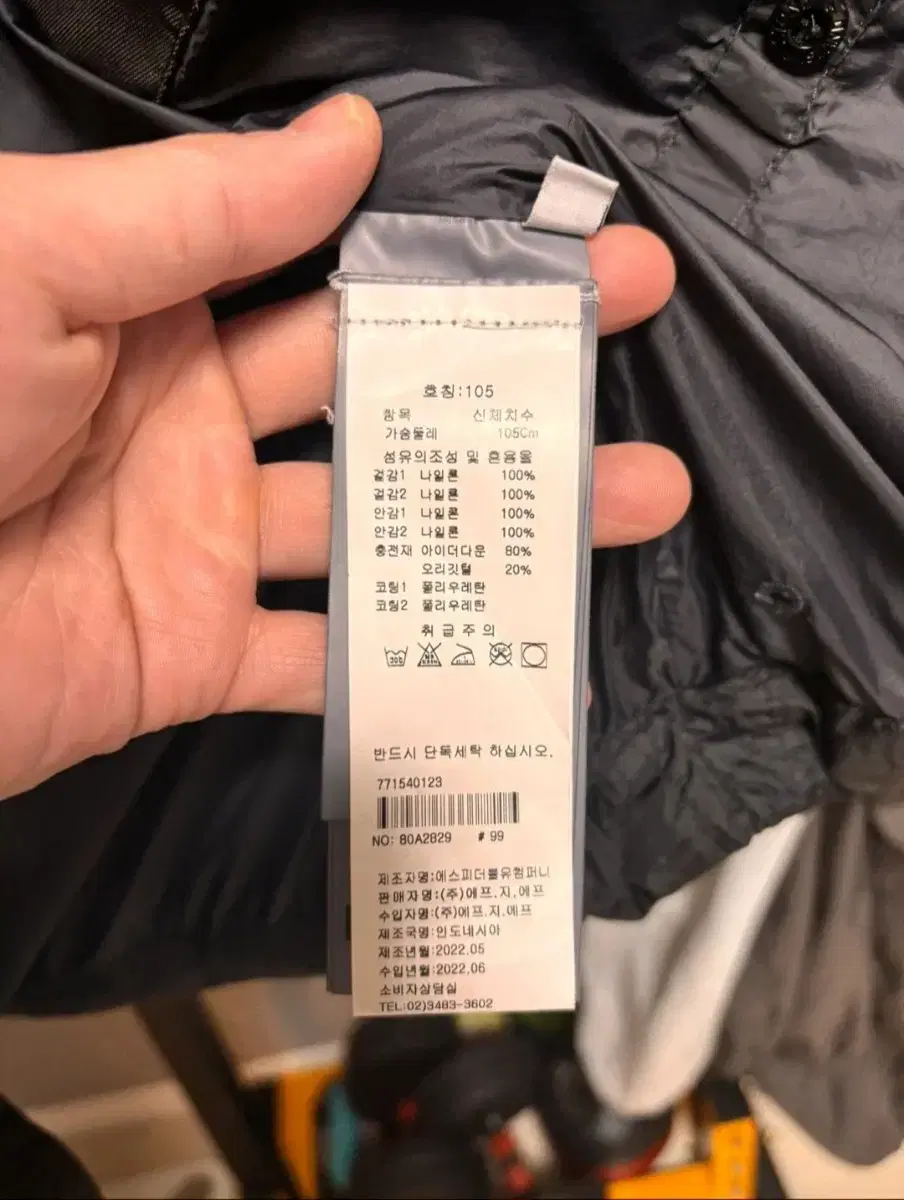 호칭:105
항목 신체치수
가슴둘레 105Cm
섬유의조성 및 혼용율
겉감1 나일론 100%
겉감2 나일론 100%
안감1 나일론 100%
안감2 나일론 100%
충전재 아이더다운 80%
오리깃털 20%
코팅1 폴리우레탄
코팅2 폴리우레탄
취급주의
반드시 단독세탁 하십시오.
771540123
NO: 80A2829 # 99
제조자명:에스피더블유컴퍼니
판매자명:(주)에프.지.에프
수입자명:(주)에프.지.에프
제조국명:인도네시아
제조년월:2022.05
수입년월:2022.06
소비자상담실
TEL:02)3483-3602